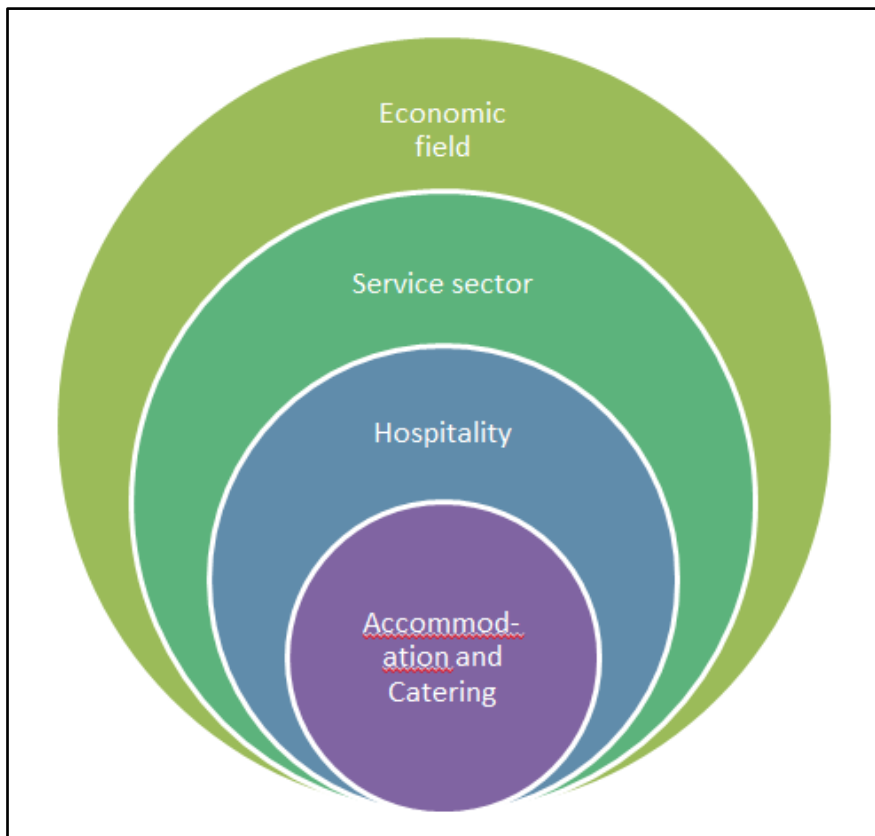 Economic
field
Service sector
Hospitality
Accommod-
ation and
Catering